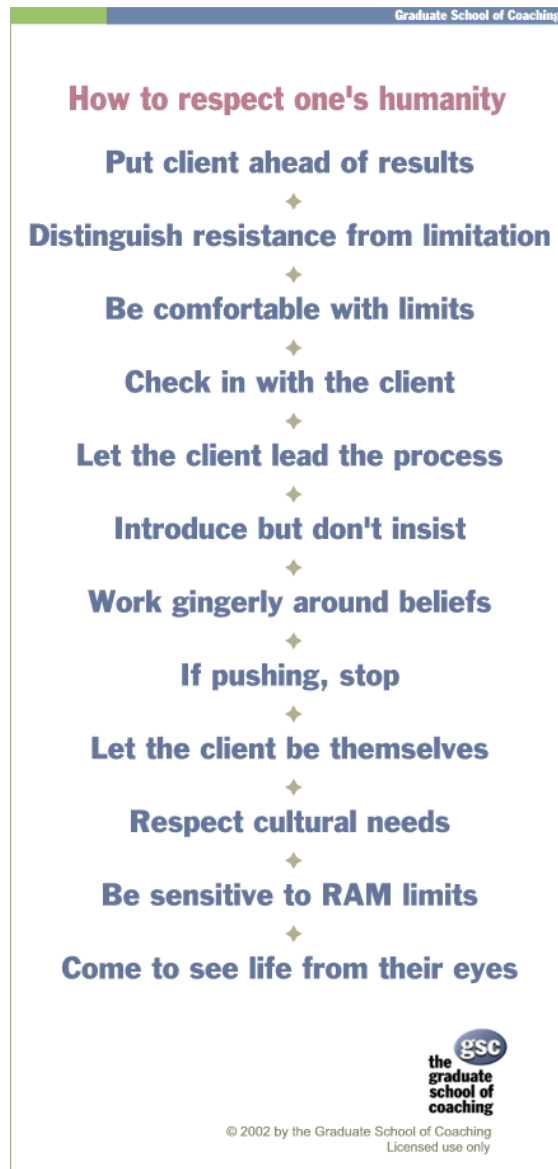 Graduate School of Coaching
How to respect one's humanity
Put client ahead of results
Distinguish resistance from limitation
Be comfortable with limits
Check in with the client
Let the client lead the process
Introduce but don't insist
Work gingerly around beliefs
If pushing, stop
Let the client be themselves
Respect cultural needs
Be sensitive to RAM limits
Come to see life from their eyes
gsc
the
graduate
school of
coaching
© 2002 by the Graduate School of Coaching
Licensed use only